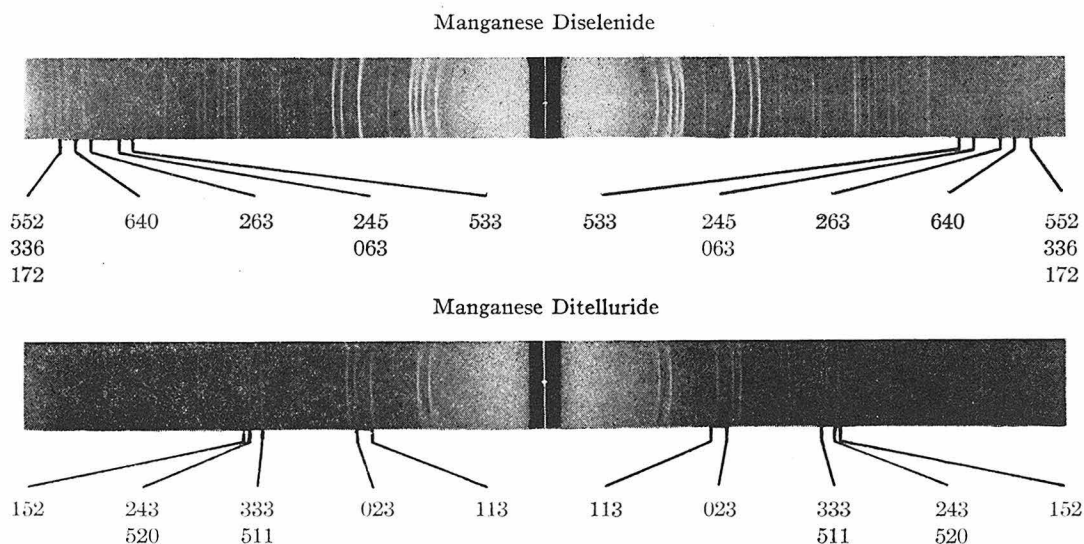 Manganese Diselenide
552 640 263 245 533 533 245 263 640 552
336 063 063 336
172 172
Manganese Ditelluride
152 243 333 023 113 113 023 333 243 152
520 511 511 520